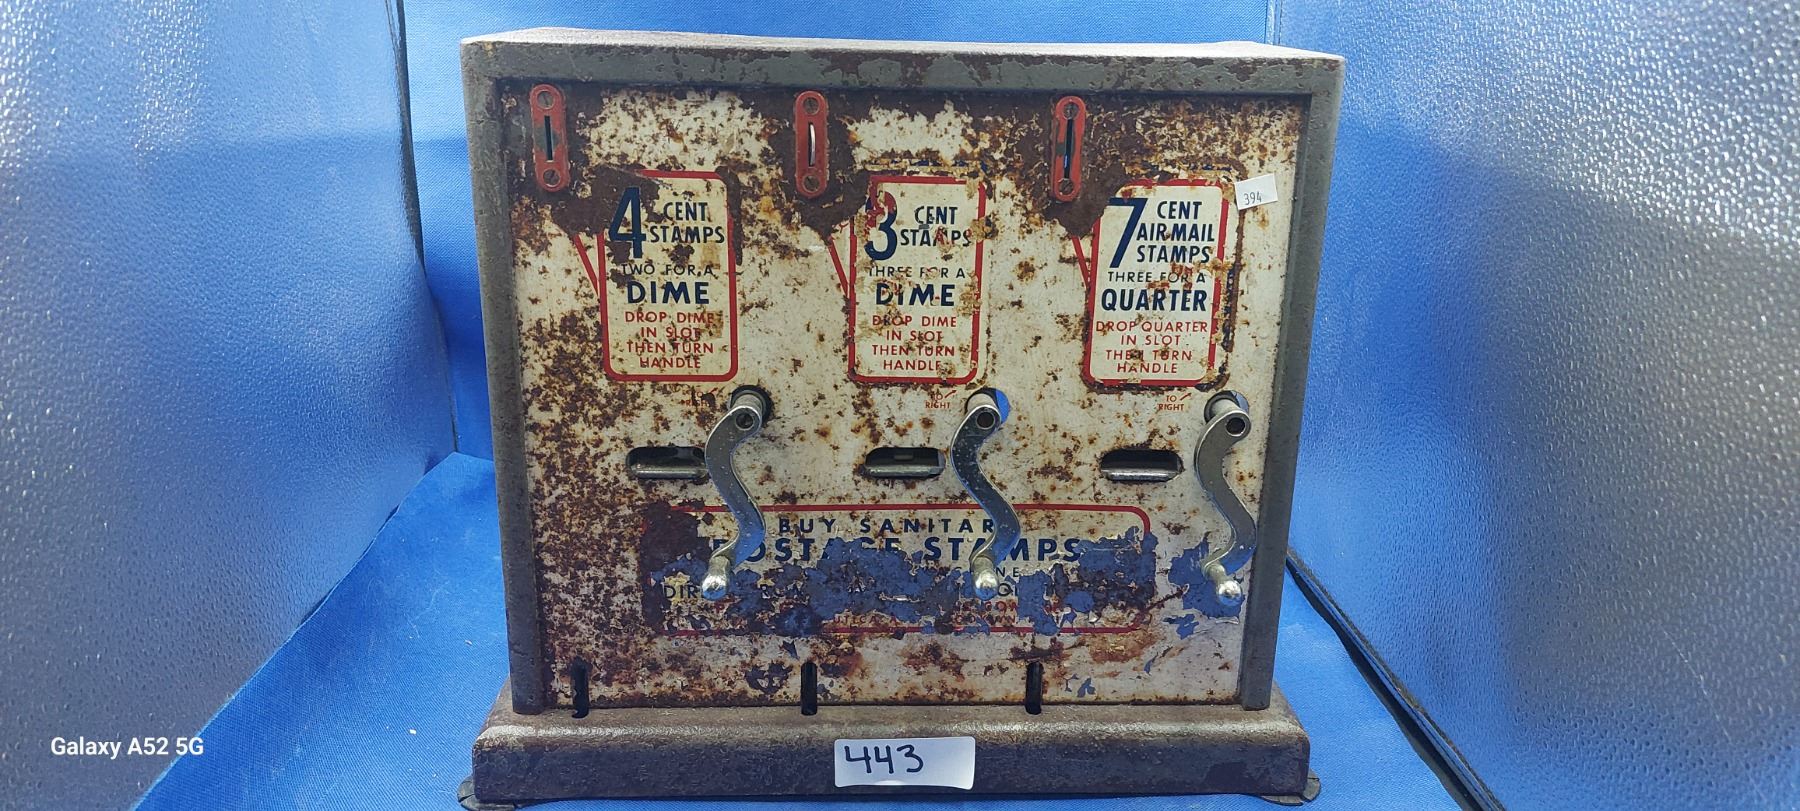 4 CENT
STAMPS
TWO FOR A
DIME
DROP DIME
IN SLOT
THEN TURN
HANDLE
3 CENT
STAMPS
THREE FOR A
DIME
DROP DIME
IN SLOT
THEN TURN
HANDLE
TO
RIGHT
7 CENT
AIR MAIL
STAMPS
THREE FOR A
QUARTER
DROP QUARTER
IN SLOT
THEN TURN
HANDLE
TO
RIGHT
394
BUY SANITAR
POSTAGE STAMPS
443
Galaxy A52 5G